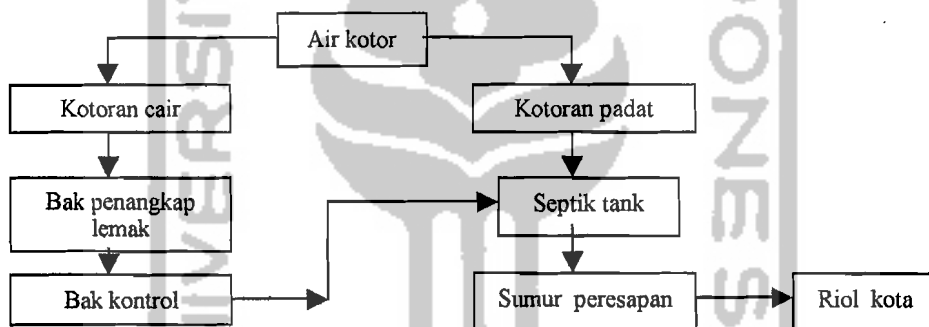 Air kotor
Kotoran cair
Kotoran padat
Bak penangkap
lemak
Septik tank
Bak kontrol
Sumur peresapan
Riol kota